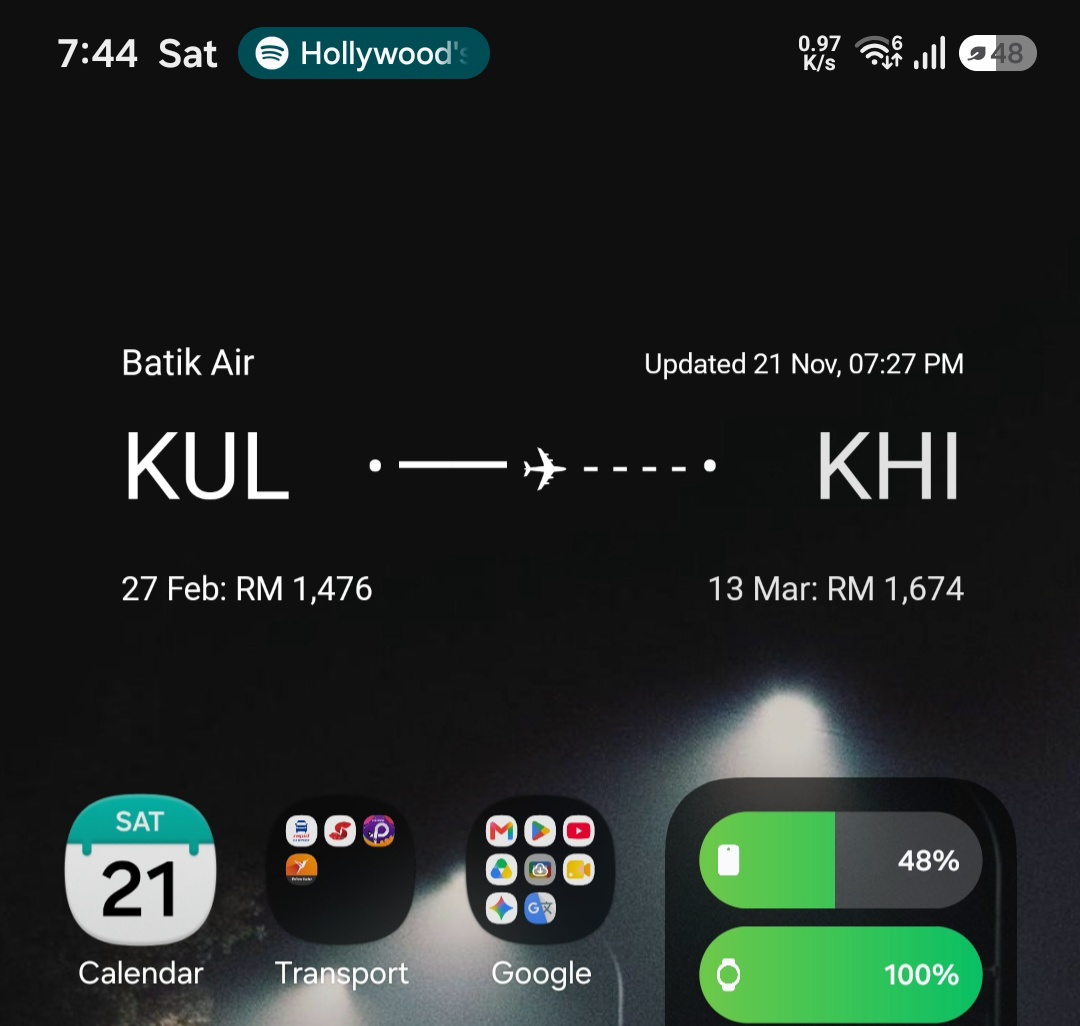 7:44 Sat Hollywood's
0.97
K/s
6
48
Batik Air
Updated 21 Nov, 07:27 PM
KUL
KHI
27 Feb: RM 1,476
13 Mar: RM 1,674
SAT
21
48%
100%
Calendar
Transport
Google